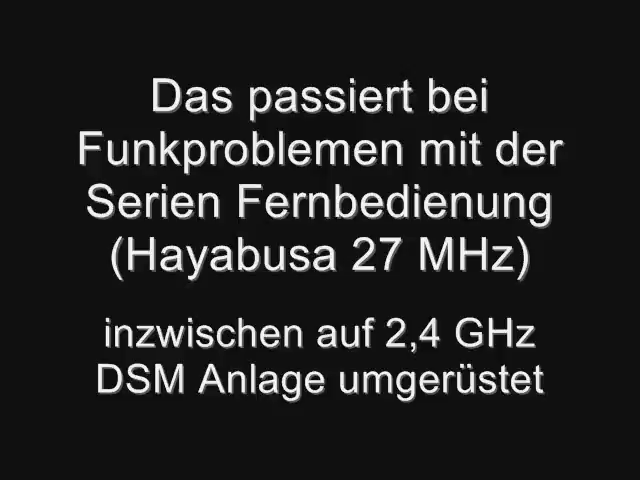 Das passiert bei
Funkproblemen mit der
Serien Fernbedienung
(Hayabusa 27 MHz)
inzwischen auf 2,4 GHz
DSM Anlage umgerüstet